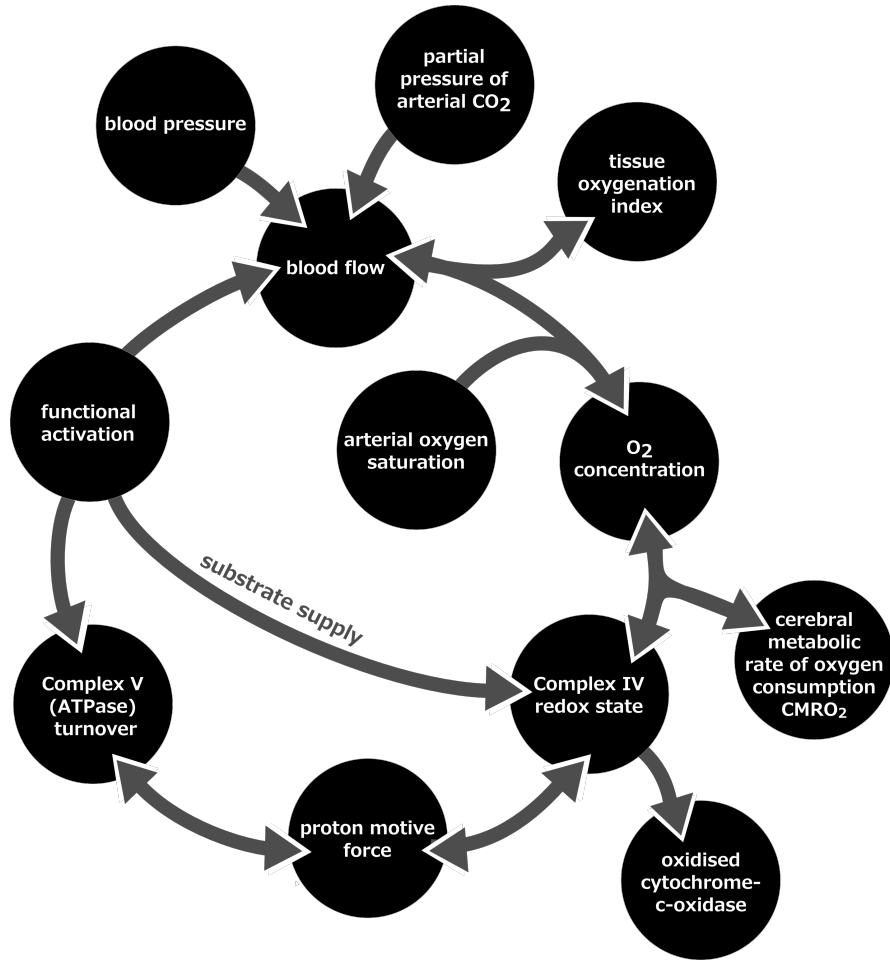 partial
pressure of
arterial CO₂
blood pressure
tissue
oxygenation
index
blood flow
functional
activation
arterial oxygen
saturation
O₂
concentration
substrate supply
cerebral
metabolic
rate of oxygen
consumption
CMRO₂
Complex V
(ATPase)
turnover
Complex IV
redox state
proton motive
force
oxidised
cytochrome-
c-oxidase